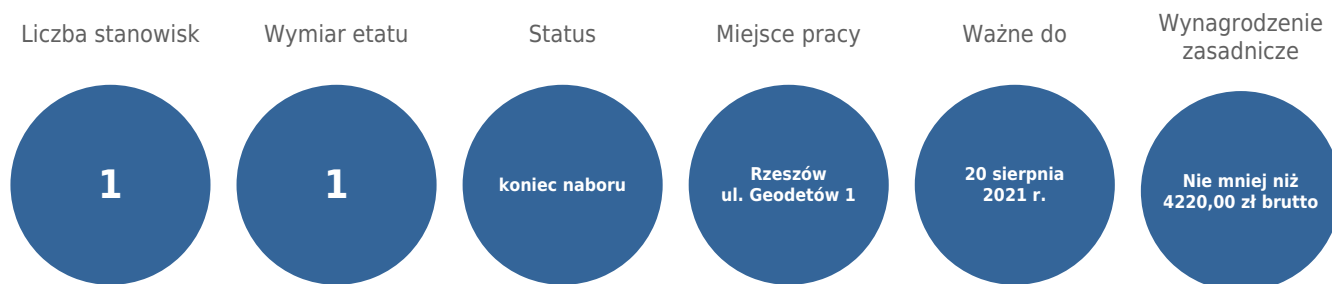 Liczba stanowisk
1
Wymiar etatu
1
Status
koniec naboru
Miejsce pracy
Rzeszów
ul. Geodetów 1
Ważne do
20 sierpnia
2021 r.
Wynagrodzenie
zasadnicze
Nie mniej niż
4220,00 zł brutto